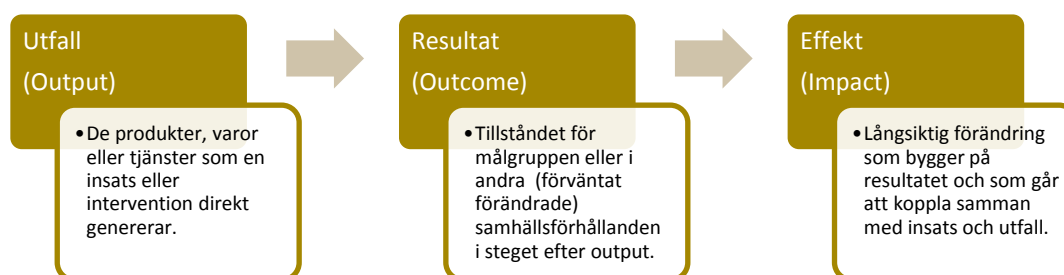 Utfall
(Output)
•De produkter, varor
eller tjänster som en
insats eller
intervention direkt
genererar.
Resultat
(Outcome)
•Tillståndet för
målgruppen eller i
andra (förväntat
förändrade)
samhällsförhållanden
i steget efter output.
Effekt
(Impact)
•Långsiktig förändring
som bygger på
resultatet och som går
att koppla samman
med insats och utfall.